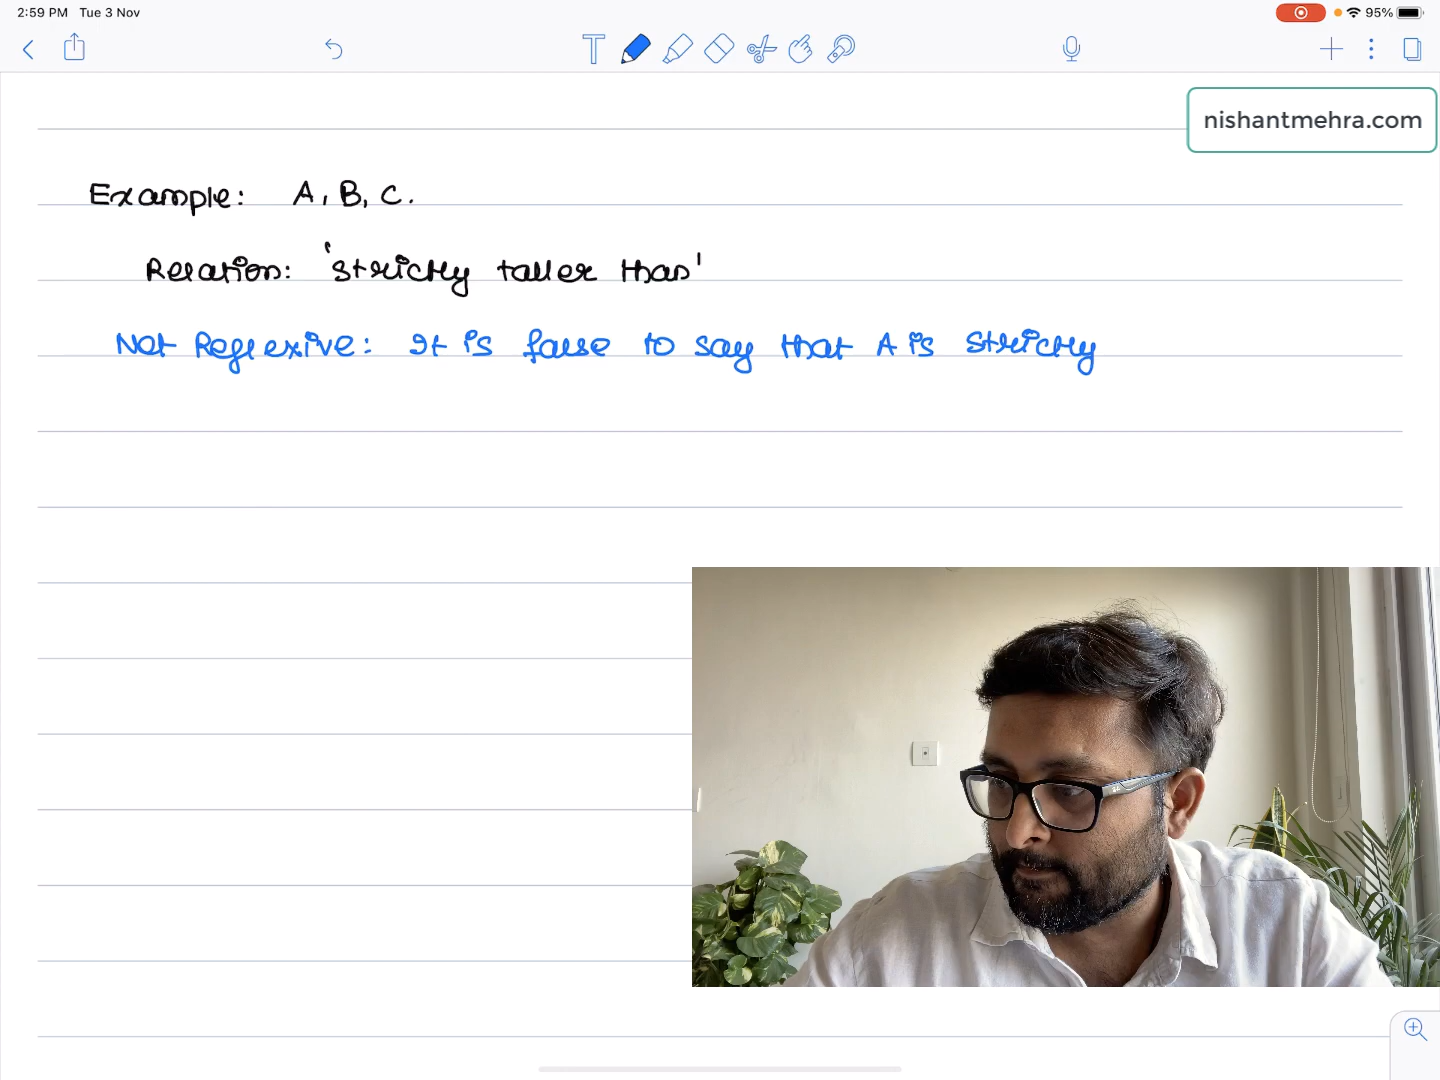 2:59 PM Tue 3 Nov
95%
T
nishantmehra.com
Example: A, B, C.
Relation: 'strictly taller than'
Not Reflexive: It is false to say that A is strictly